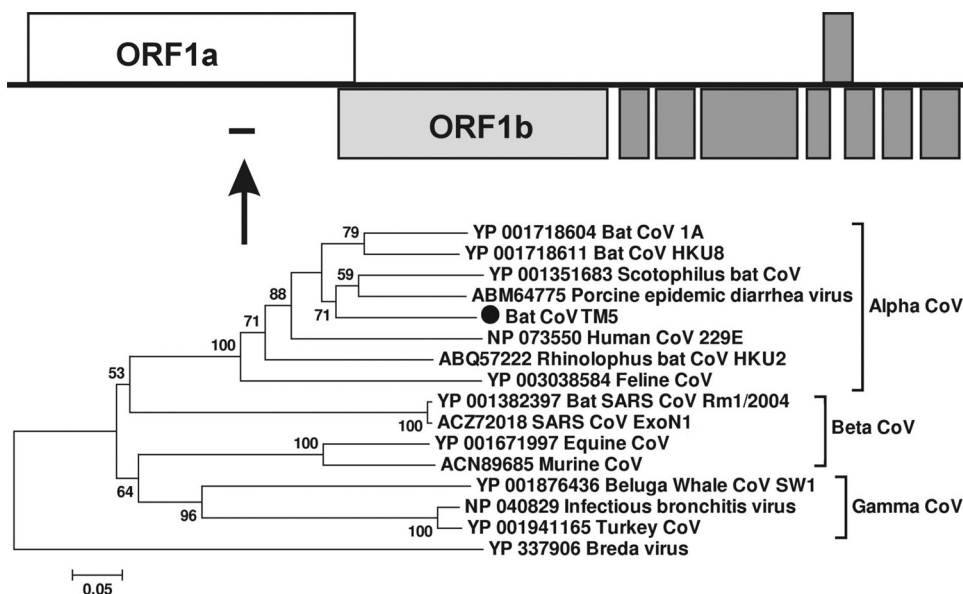 ORF1a
ORF1b
79
YP 001718604 Bat CoV 1A
YP 001718611 Bat CoV HKU8
59
YP 001351683 Scotophilus bat CoV
88
ABM64775 Porcine epidemic diarrhea virus
Alpha CoV
71
Bat CoV TM5
71
NP 073550 Human CoV 229E
100
ABQ57222 Rhinolophus bat CoV HKU2
53
YP 003038584 Feline CoV
YP 001382397 Bat SARS CoV Rm1/2004
100
ACZ72018 SARS CoV ExoN1
Beta CoV
100
YP 001671997 Equine CoV
ACN89685 Murine CoV
64
YP 001876436 Beluga Whale CoV SW1
96
NP 040829 Infectious bronchitis virus
Gamma CoV
100
YP 001941165 Turkey CoV
YP 337906 Breda virus
0.05